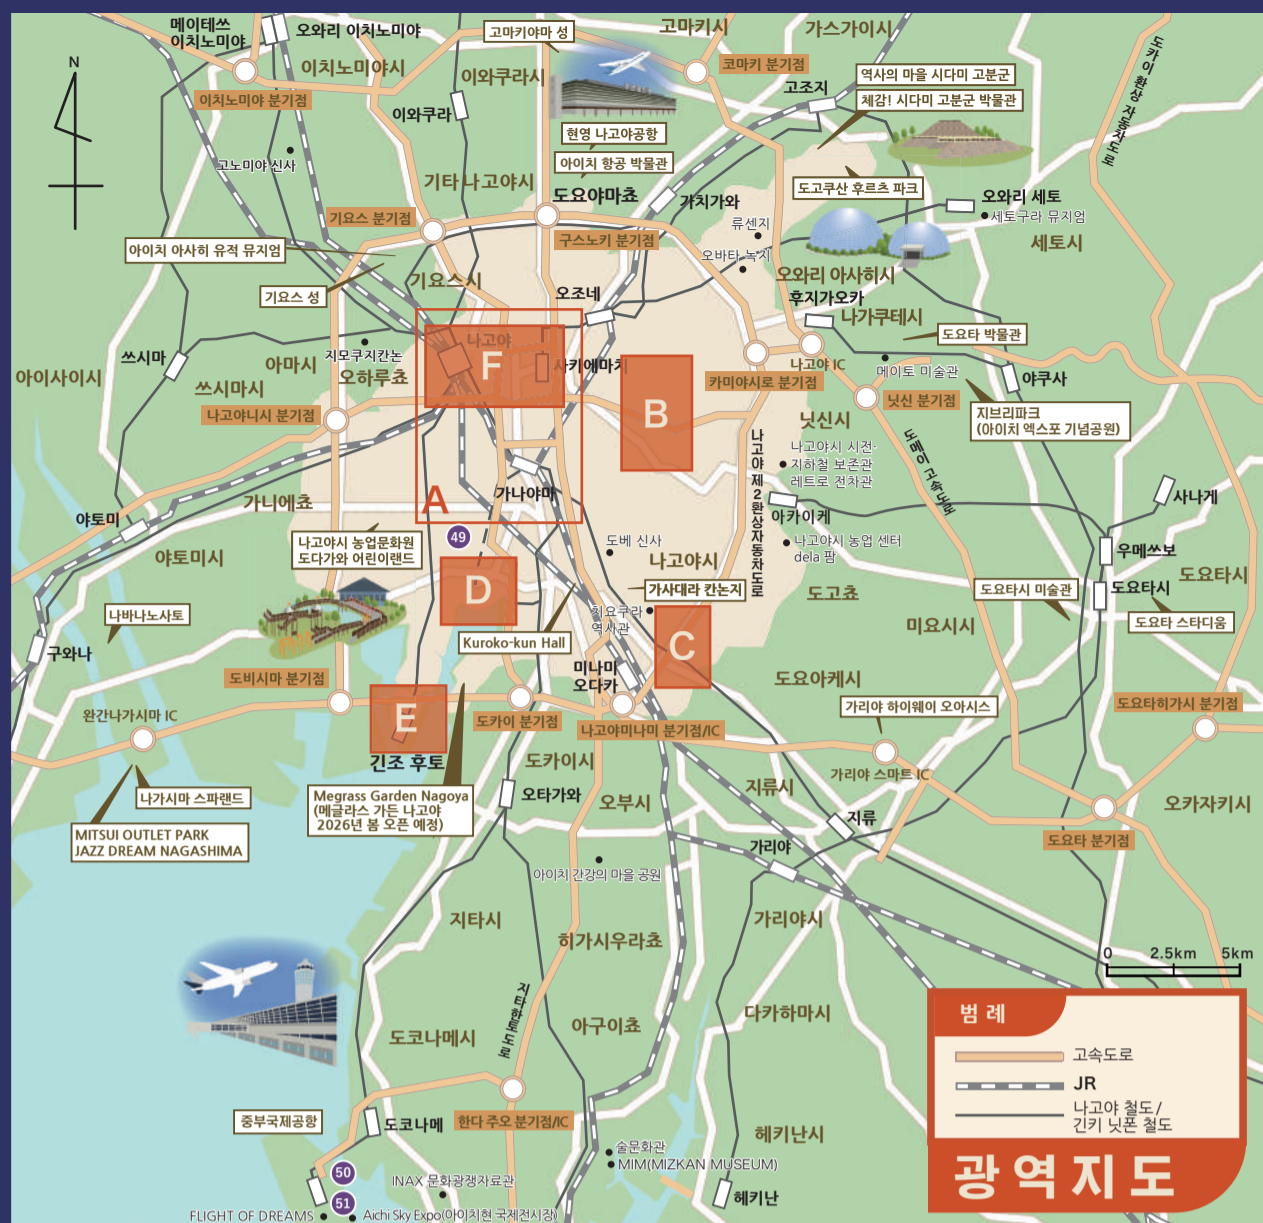 메이테쓰
이치노미야
오와리 이치노미야
고마키야마 성
고마키시
가스가이시
N
이치노미야시
이와쿠라시
코마키 분기점
역사의 마을 시다미 고분군
체감! 시다미 고분군 박물관
도카이 환상 자동차도로
이치노미야 분기점
이와쿠라
고조지
현영 나고야공항
아이치 항공 박물관
고노미야 신사
기타나고야시
도요야마쵸
가치가와
도고쿠산 후르츠 파크
오와리 세토
세토구라 뮤지엄
기요스 분기점
구스노키 분기점
류센지
세토시
아이치 아사히 유적 뮤지엄
오바타 녹지
오와리 아사히시
기요스시
기요스 성
오조네
후지가오카
나가쿠테시
도요타 박물관
쓰시마
아마시
지모쿠지칸논
오하루쵸
나고야
F
사키에마치
나고야 IC
메이토 미술관
야쿠사
아이사이시
쓰시마시
B
카미야시로 분기점
닛신 분기점
지브리파크
(아이치 엑스포 기념공원)
나고야니시 분기점
닛신시
나고야 제2환상자동차도로
도메이 고속도로
나고야시 시전·
지하철 보존관
레트로 전차관
가나야마
A
가니에쵸
야토미
사나게
아카이케
49
나고야시 농업문화원
도다가와 어린이랜드
도베 신사
나고야시
나고야시 농업 센터
dela 팜
우메쓰보
야토미시
D
가사데라 칸논지
도고쵸
도요타시 미술관
도요타시
도요타시
나바나노사토
치요쿠라
역사관
도요타 스타디움
구와나
Kuroko-kun Hall
C
미요시시
도비시마 분기점
미나미
오다카
도요아케시
완간나가시마 IC
E
도카이 분기점
나고야미나미 분기점/IC
가리야 하이웨이 오아시스
도요타히가시 분기점
긴조 후토
도카이시
가리야 스마트 IC
나가시마 스파랜드
Megrass Garden Nagoya
(메글라스 가든 나고야
2026년 봄 오픈 예정)
오타가와
오부시
지류시
지류
오카자키시
MITSUI OUTLET PARK
JAZZ DREAM NAGASHIMA
가리야
도요타 분기점
아이치 건강의 마을 공원
지타시
히가시우라쵸
가리야시
0 2.5km 5km
지타한토도로
도코나메시
아구이쵸
다카하마시
범례
고속도로
JR
나고야 철도/
긴키 닛폰 철도
중부국제공항
도코나메
한다 주오 분기점/IC
헤키난시
술문화관
MIM(MIZKAN MUSEUM)
광역지도
50
INAX 문화광쟁자료관
헤키난
51
FLIGHT OF DREAMS
Aichi Sky Expo(아이치현 국제전시장)